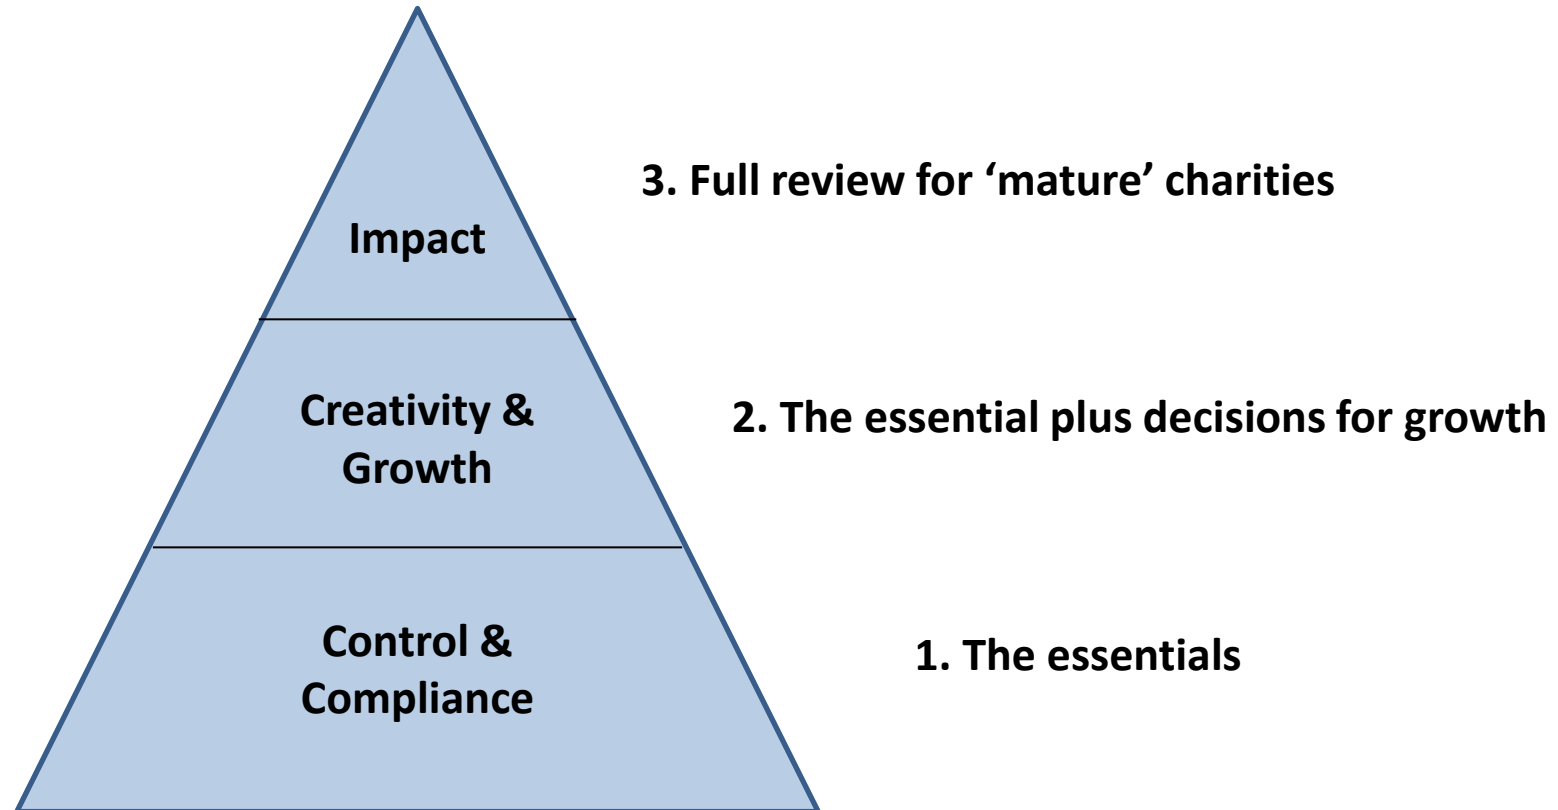 3. Full review for ‘mature’ charities
Impact
Creativity &
Growth
2. The essential plus decisions for growth
Control &
Compliance
1. The essentials